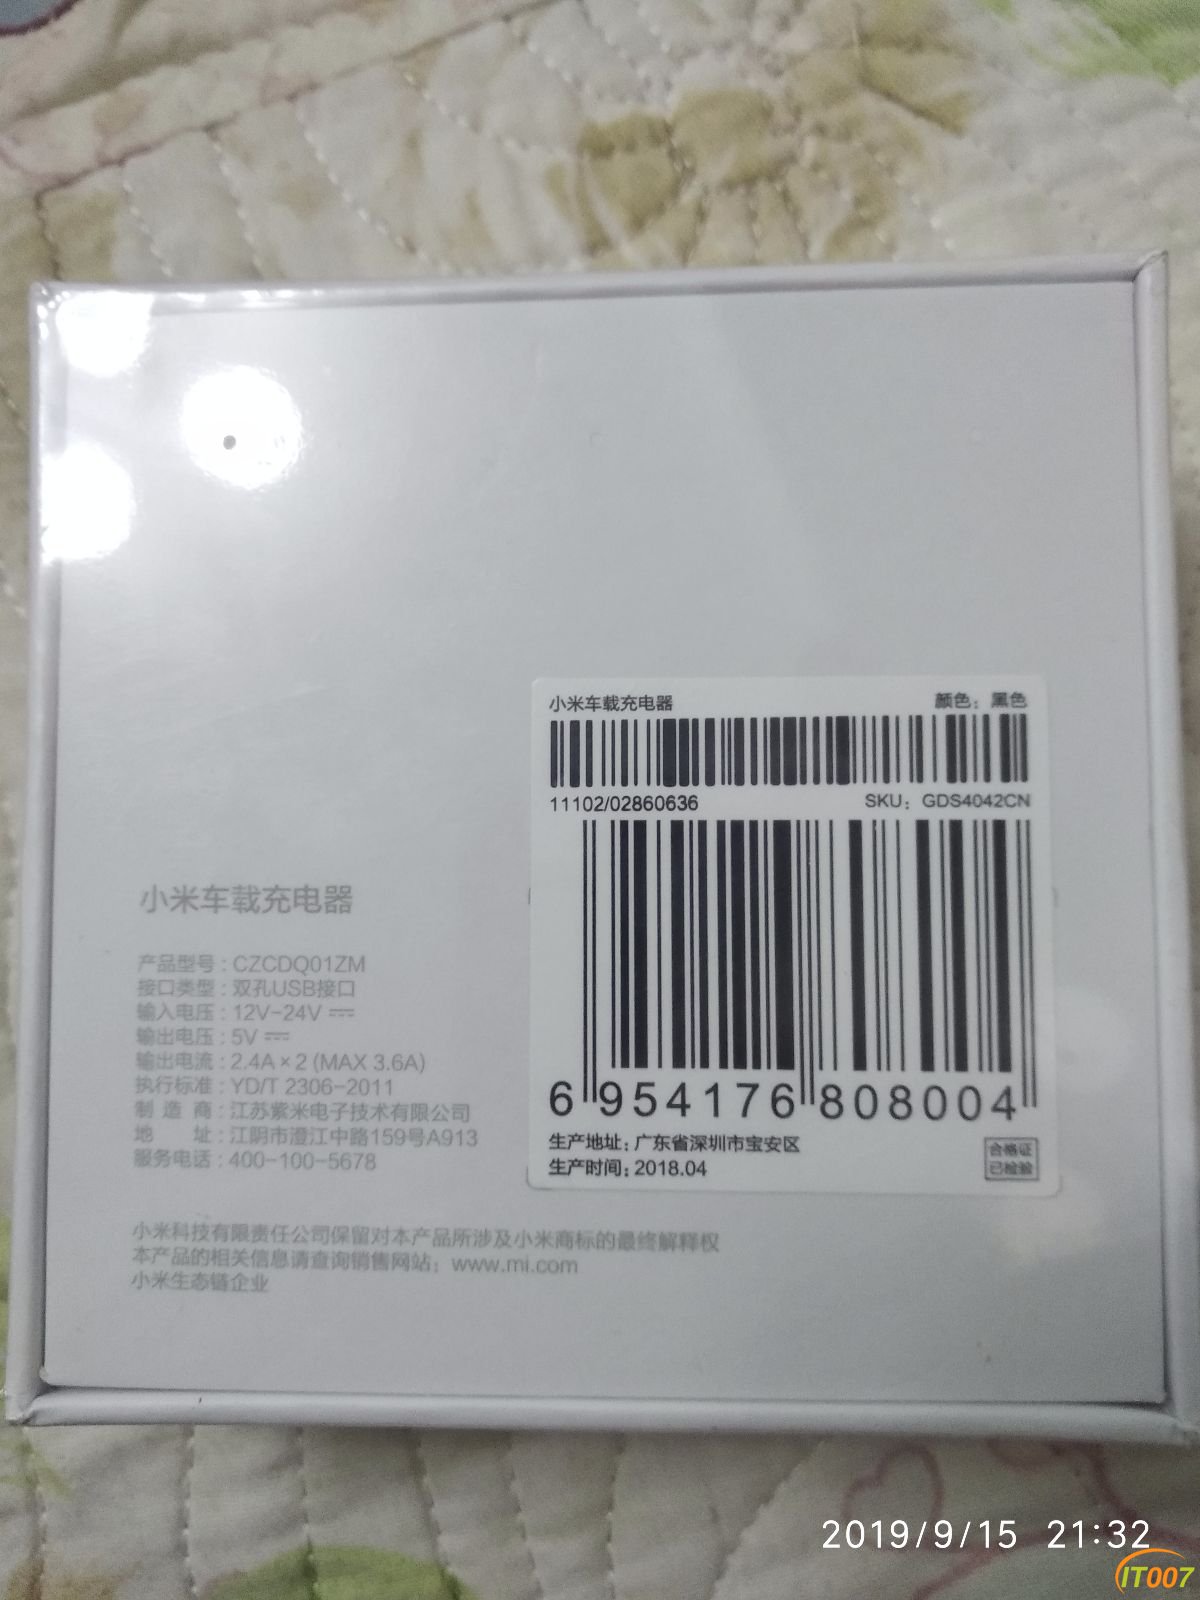 小米车载充电器 颜色：黑色
11102/02860636 SKU：GDS4042CN
6 954176 808004
生产地址：广东省深圳市宝安区
生产时间：2018.04
合格证
已检验
小米车载充电器
产品型号：CZCDQ01ZM
接口类型：双孔USB接口
输入电压：12V-24V ⎓
输出电压：5V ⎓
输出电流：2.4A×2 (MAX 3.6A)
执行标准：YD/T 2306-2011
制 造 商：江苏紫米电子技术有限公司
地 址：江阴市澄江中路159号A913
服务电话：400-100-5678
小米科技有限责任公司保留对本产品所涉及小米商标的最终解释权
本产品的相关信息请查询销售网站：www.mi.com
小米生态链企业
2019/9/15 21:32
IT007